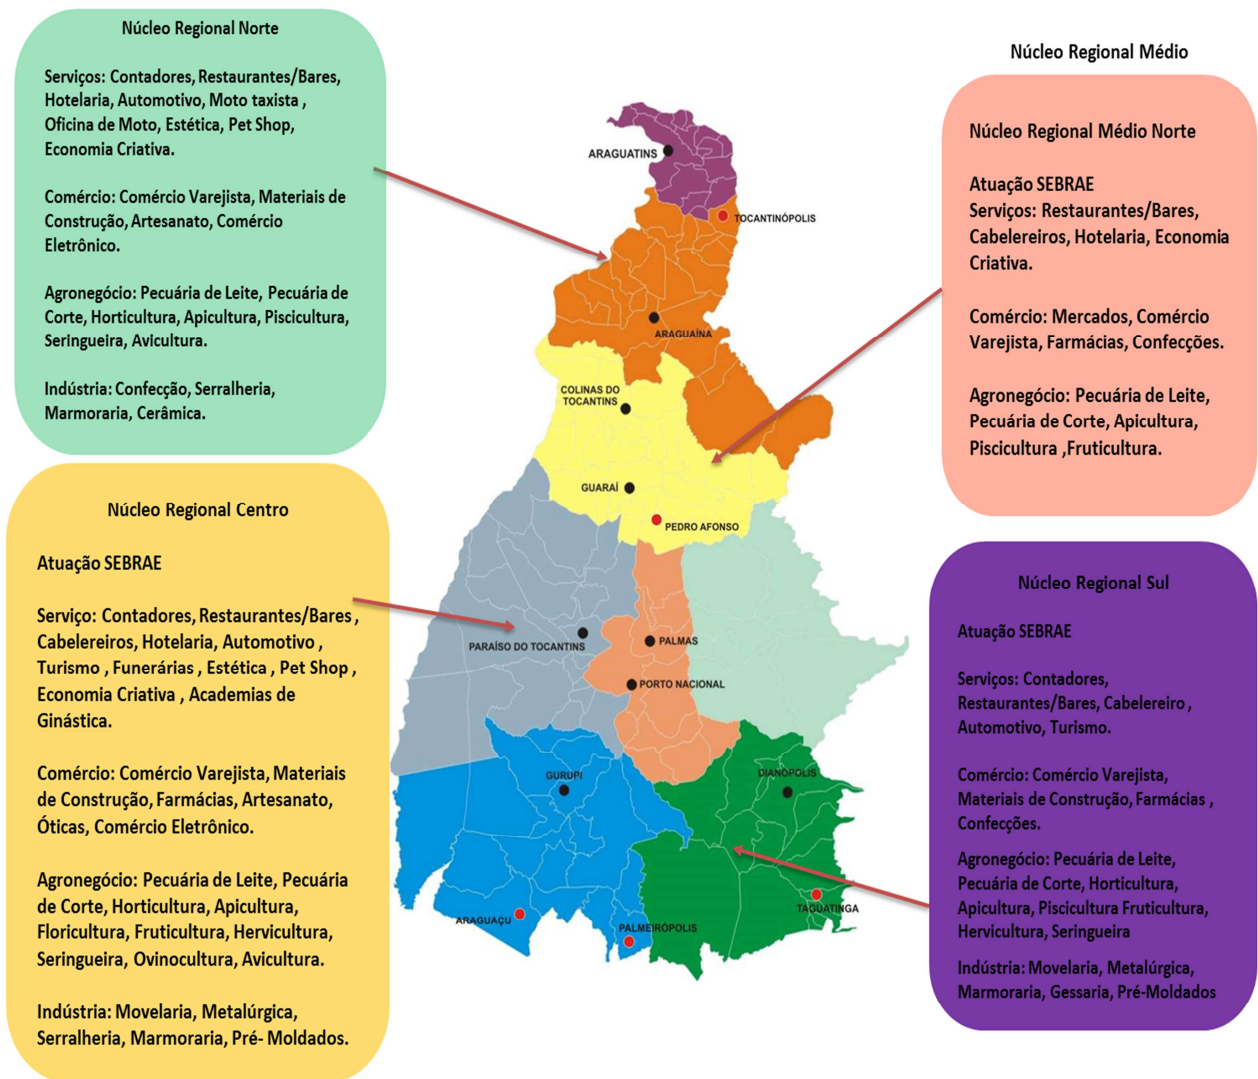 Núcleo Regional Norte
Serviços: Contadores, Restaurantes/Bares,
Hotelaria, Automotivo, Moto taxista ,
Oficina de Moto, Estética, Pet Shop,
Economia Criativa.
Comércio: Comércio Varejista, Materiais de
Construção, Artesanato, Comércio
Eletrônico.
Agronegócio: Pecuária de Leite, Pecuária de
Corte, Horticultura, Apicultura, Piscicultura,
Seringueira, Avicultura.
Indústria: Confecção, Serralheria,
Marmoraria, Cerâmica.
Núcleo Regional Médio
Núcleo Regional Médio Norte
Atuação SEBRAE
Serviços: Restaurantes/Bares,
Cabelereiros, Hotelaria, Economia
Criativa.
Comércio: Mercados, Comércio
Varejista, Farmácias, Confecções.
Agronegócio: Pecuária de Leite,
Pecuária de Corte, Apicultura,
Piscicultura ,Fruticultura.
ARAGUATINS
TOCANTINÓPOLIS
ARAGUAÍNA
COLINAS DO
TOCANTINS
GUARAÍ
PEDRO AFONSO
PALMAS
PARAÍSO DO TOCANTINS
PORTO NACIONAL
GURUPI
DIANÓPOLIS
ARAGUAÇU
PALMEIRÓPOLIS
TAGUATINGA
Núcleo Regional Centro
Atuação SEBRAE
Serviço: Contadores, Restaurantes/Bares ,
Cabelereiros, Hotelaria, Automotivo ,
Turismo , Funerárias , Estética , Pet Shop ,
Economia Criativa , Academias de
Ginástica.
Comércio: Comércio Varejista, Materiais
de Construção, Farmácias, Artesanato,
Óticas, Comércio Eletrônico.
Agronegócio: Pecuária de Leite, Pecuária
de Corte, Horticultura, Apicultura,
Floricultura, Fruticultura, Hervicultura,
Seringueira, Ovinocultura, Avicultura.
Indústria: Movelaria, Metalúrgica,
Serralheria, Marmoraria, Pré- Moldados.
Núcleo Regional Sul
Atuação SEBRAE
Serviços: Contadores,
Restaurantes/Bares, Cabelereiro ,
Automotivo, Turismo.
Comércio: Comércio Varejista,
Materiais de Construção, Farmácias ,
Confecções.
Agronegócio: Pecuária de Leite,
Pecuária de Corte, Horticultura,
Apicultura, Piscicultura Fruticultura,
Hervicultura, Seringueira
Indústria: Movelaria, Metalúrgica,
Marmoraria, Gessaria, Pré-Moldados